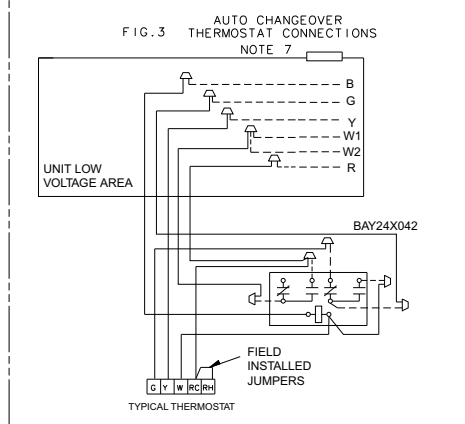 FIG.3
AUTO CHANGEOVER
THERMOSTAT CONNECTIONS
NOTE 7
B
G
Y
W1
W2
R
UNIT LOW
VOLTAGE AREA
BAY24X042
FIELD
INSTALLED
JUMPERS
G Y W RC RH
TYPICAL THERMOSTAT